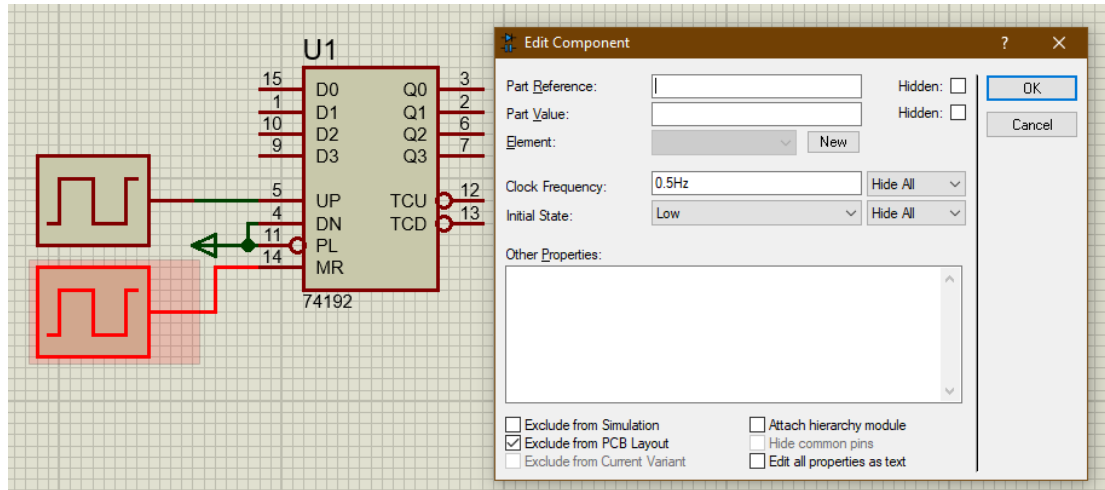 U1
15 D0 Q0 3
1 D1 Q1 2
10 D2 Q2 6
9 D3 Q3 7
5 UP TCU 12
4 DN TCD 13
11 PL
14 MR
74192
Edit Component ? ×
Part Reference: Hidden: OK
Part Value: Hidden: Cancel
Element: New
Clock Frequency: 0.5Hz Hide All
Initial State: Low Hide All
Other Properties:
Exclude from Simulation Attach hierarchy module
Exclude from PCB Layout Hide common pins
Exclude from Current Variant Edit all properties as text